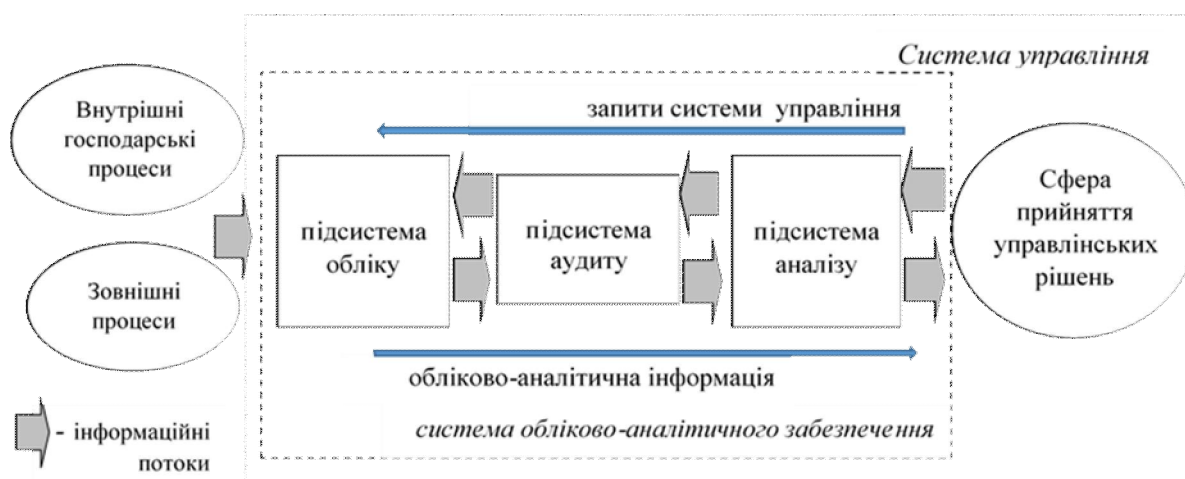 Система управління
Внутрішні
господарські
процеси
запити системи управління
підсистема
обліку
підсистема
аудиту
підсистема
аналізу
Сфера
прийняття
управлінських
рішень
Зовнішні
процеси
обліково-аналітична інформація
система обліково-аналітичного забезпечення
- інформаційні
потоки